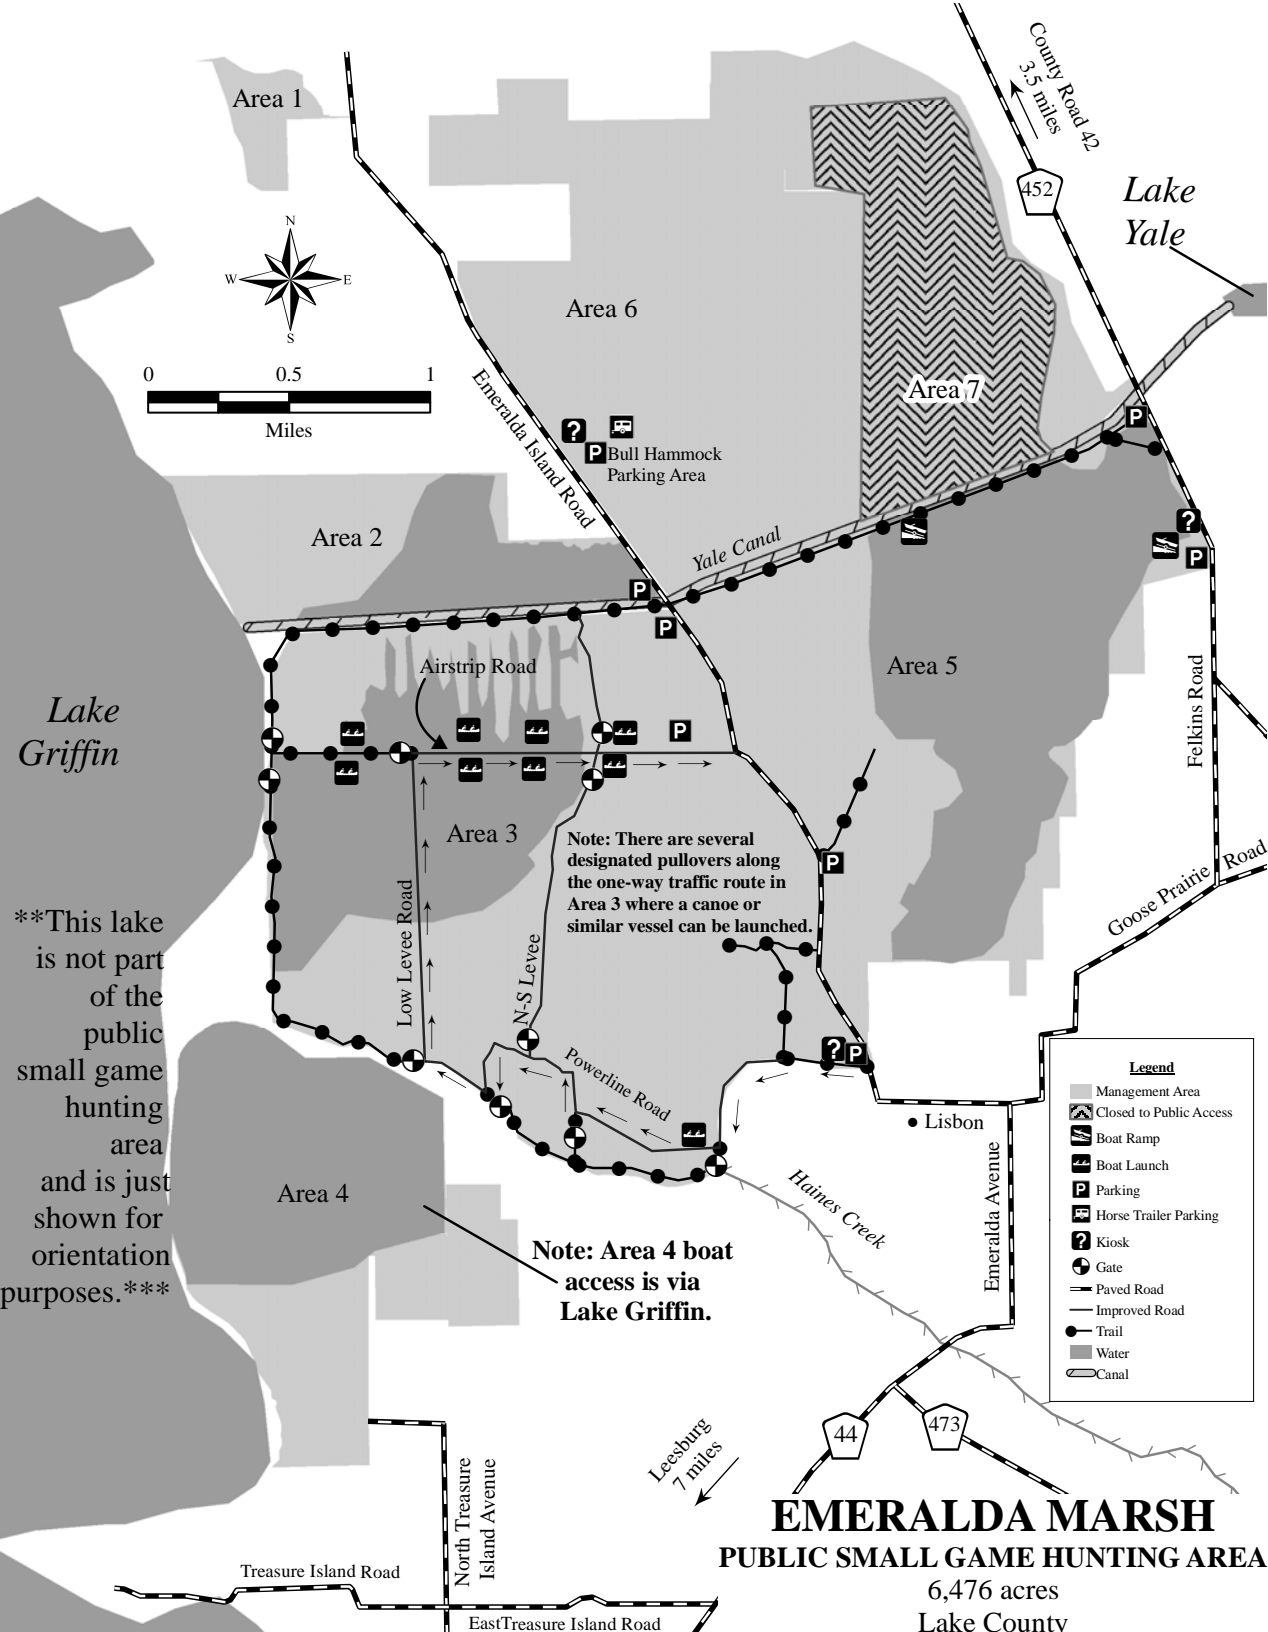 County Road 42
3.5 miles
Area 1
452
Lake
Yale
N
W
E
S
Area 6
0
0.5
1
Miles
Emeralda Island Road
Area 7
Bull Hammock
Parking Area
Area 2
Yale Canal
Airstrip Road
Area 5
Felkins Road
Lake
Griffin
Area 3
Note: There are several
designated pullovers along
the one-way traffic route in
Area 3 where a canoe or
similar vessel can be launched.
Low Levee Road
N-S Levee
Goose Prairie Road
**This lake
is not part
of the
public
small game
hunting
area
and is just
shown for
orientation
purposes.***
Powerline Road
Lisbon
Emeralda Avenue
Haines Creek
Area 4
Note: Area 4 boat
access is via
Lake Griffin.
Legend
Management Area
Closed to Public Access
Boat Ramp
Boat Launch
P Parking
Horse Trailer Parking
? Kiosk
Gate
Paved Road
Improved Road
Trail
Water
Canal
44
473
Leesburg
7 miles
North Treasure
Island Avenue
Treasure Island Road
EastTreasure Island Road
EMERALDA MARSH
PUBLIC SMALL GAME HUNTING AREA
6,476 acres
Lake County